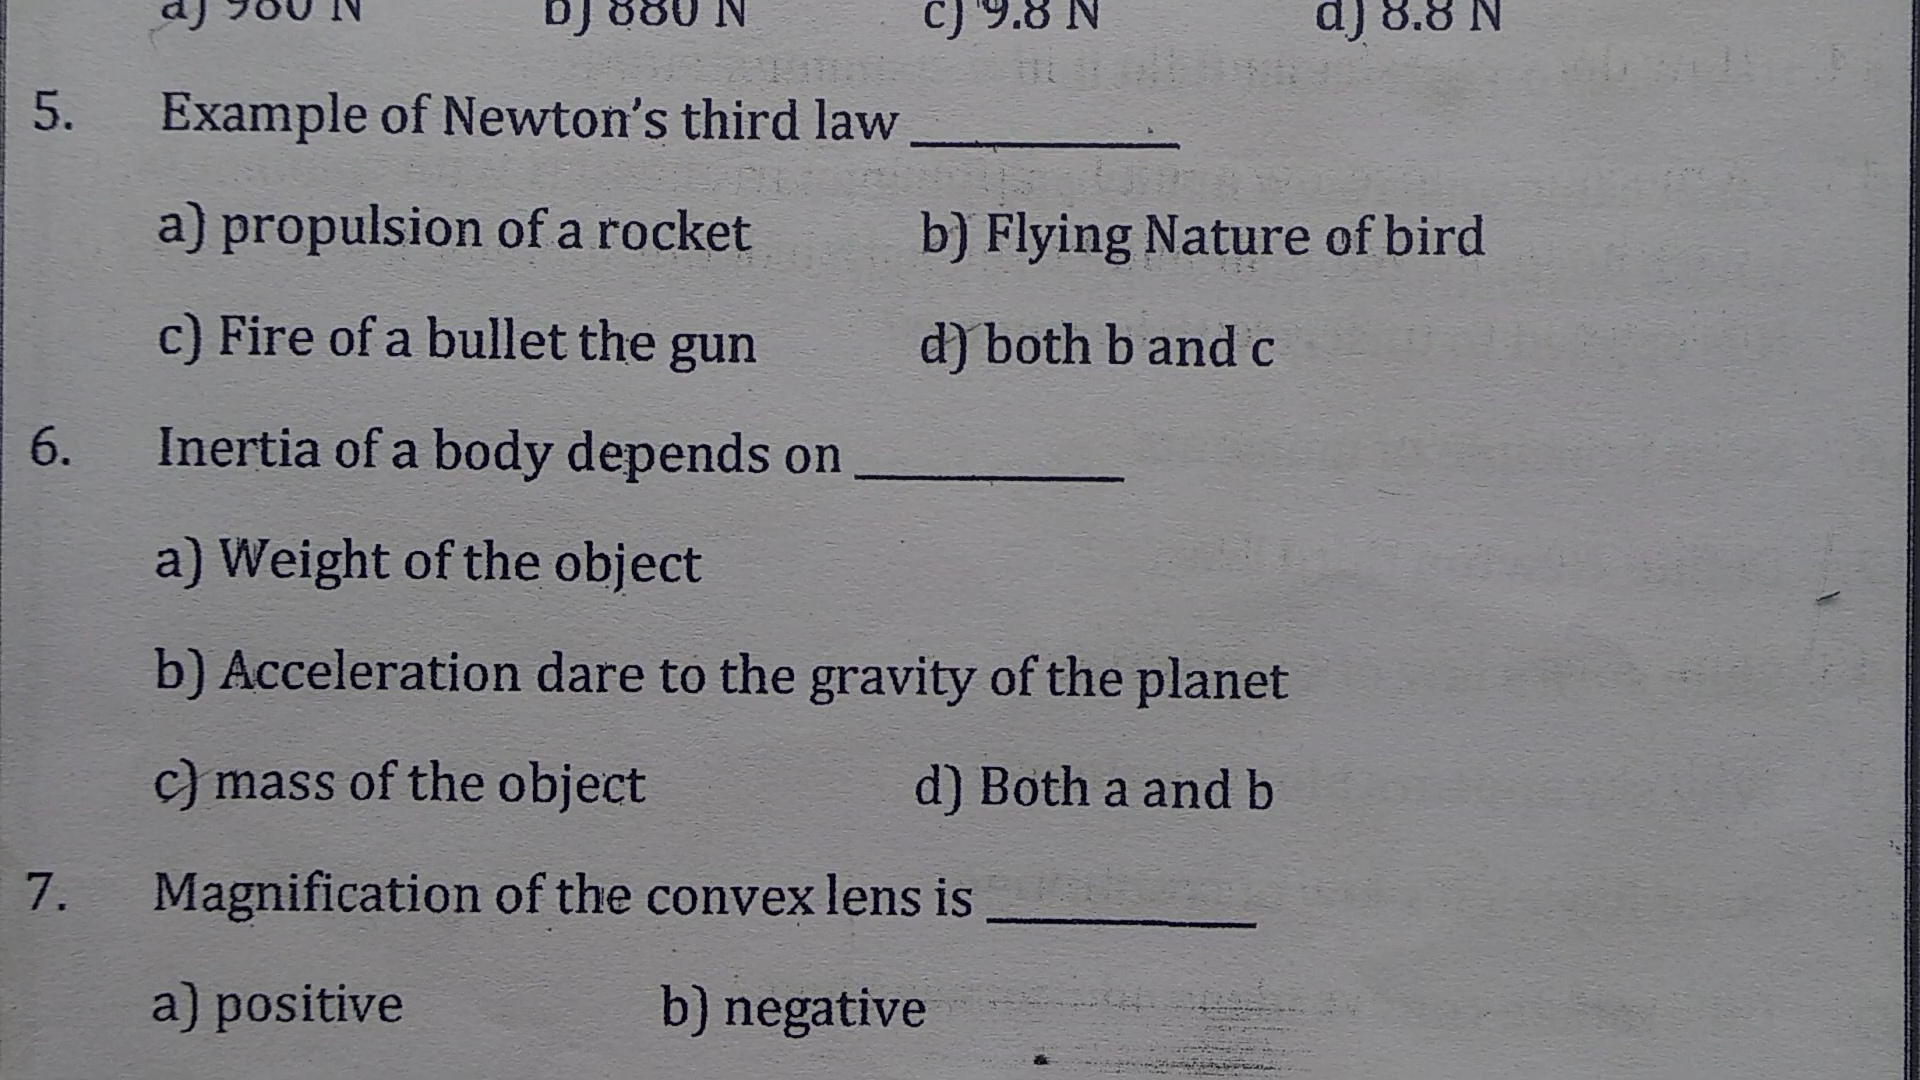 a) 980 N b) 880 N c) 9.8 N d) 8.8 N
5. Example of Newton's third law __________
a) propulsion of a rocket b) Flying Nature of bird
c) Fire of a bullet the gun d) both b and c
6. Inertia of a body depends on __________
a) Weight of the object
b) Acceleration dare to the gravity of the planet
c) mass of the object d) Both a and b
7. Magnification of the convex lens is __________
a) positive b) negative